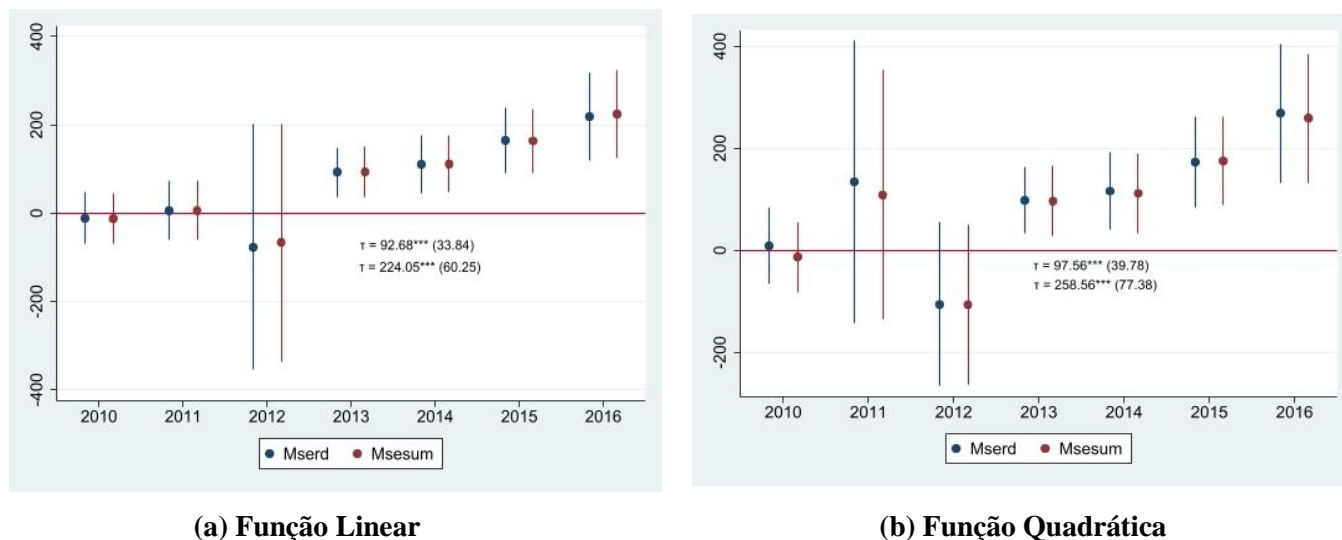 400
200
0
-200
-400
τ = 92.68*** (33.84)
τ = 224.05*** (60.25)
2010 2011 2012 2013 2014 2015 2016
Mserd Msesum
(a) Função Linear
400
200
0
-200
τ = 97.56*** (39.78)
τ = 258.56*** (77.38)
2010 2011 2012 2013 2014 2015 2016
Mserd Msesum
(b) Função Quadrática